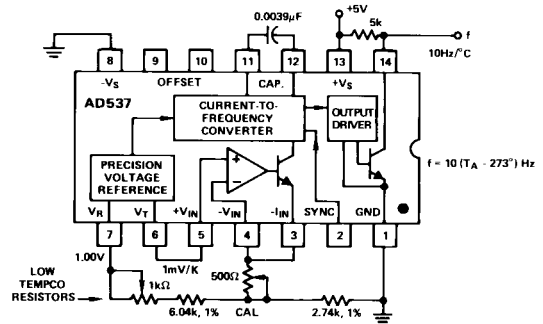 0.0039µF
+5V
5k
f
10Hz/°C
8
9
10
11
12
13
14
-VS
OFFSET
CAP.
+VS
AD537
CURRENT-TO-
FREQUENCY
CONVERTER
OUTPUT
DRIVER
PRECISION
VOLTAGE
REFERENCE
+
–
f = 10 (TA - 273°) Hz
VR
VT
+VIN
-VIN
-IIN
SYNC
GND
7
6
5
4
3
2
1
1.00V
1mV/K
500Ω
LOW
TEMPCO
RESISTORS
1kΩ
6.04k, 1%
CAL
2.74k, 1%